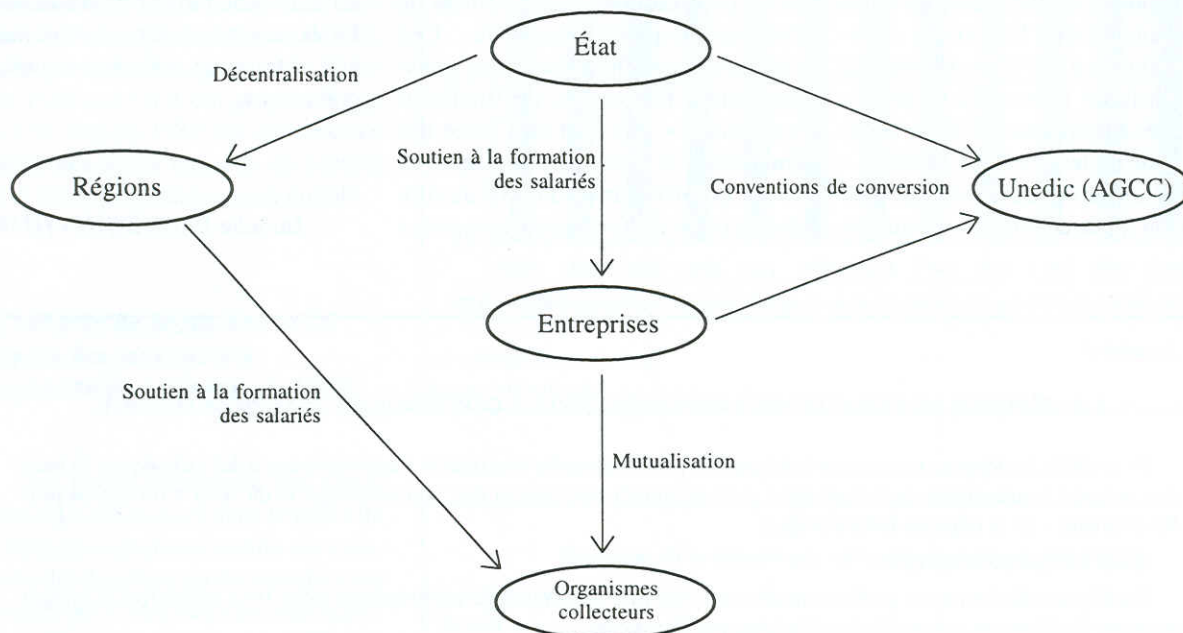 État
Décentralisation
Soutien à la formation
des salariés
Régions
Conventions de conversion
Unedic (AGCC)
Entreprises
Soutien à la formation
des salariés
Mutualisation
Organismes
collecteurs